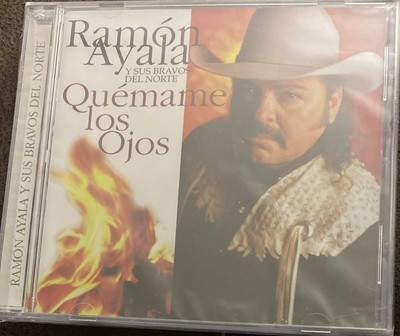 Ramón
Ayala
Y SUS BRAVOS
DEL NORTE
Quémame
los
Ojos
RAMON AYALA Y SUS BRAVOS DEL NORTE